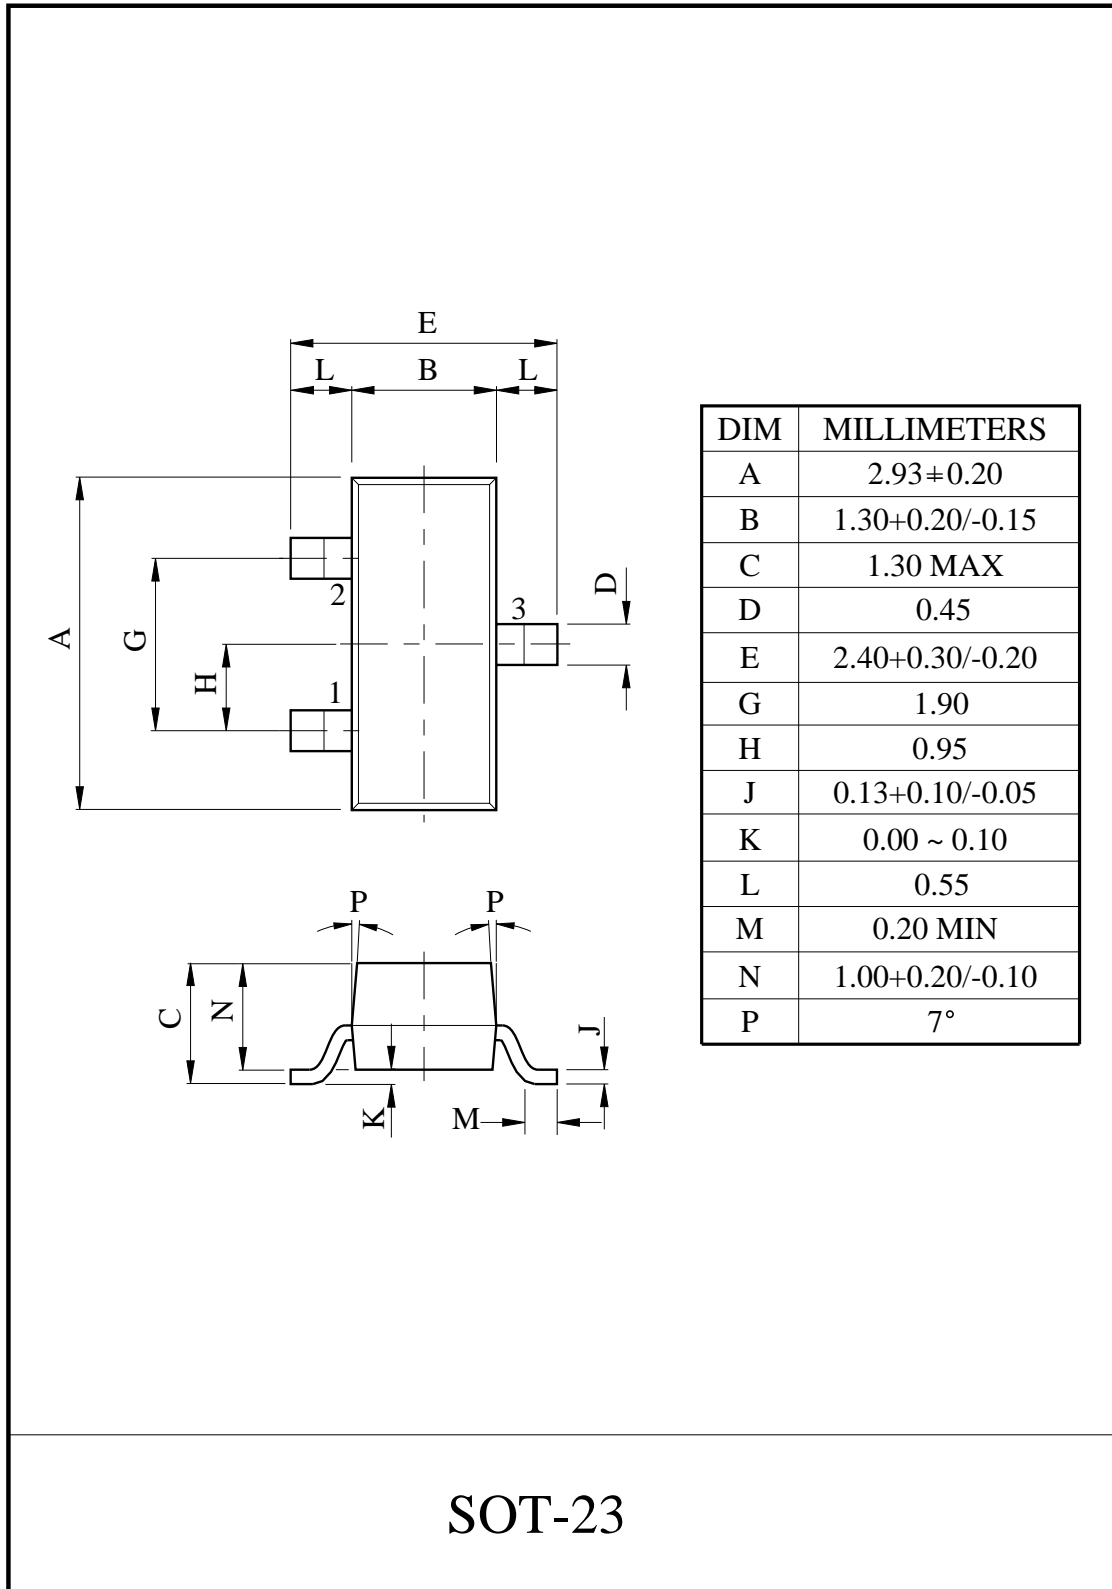 E
L B L
A
G
H
D
2
3
1
DIM MILLIMETERS
A 2.93±0.20
B 1.30+0.20/-0.15
C 1.30 MAX
D 0.45
E 2.40+0.30/-0.20
G 1.90
H 0.95
J 0.13+0.10/-0.05
K 0.00 ~ 0.10
L 0.55
M 0.20 MIN
N 1.00+0.20/-0.10
P 7°
P P
C
N
J
K
M
SOT-23